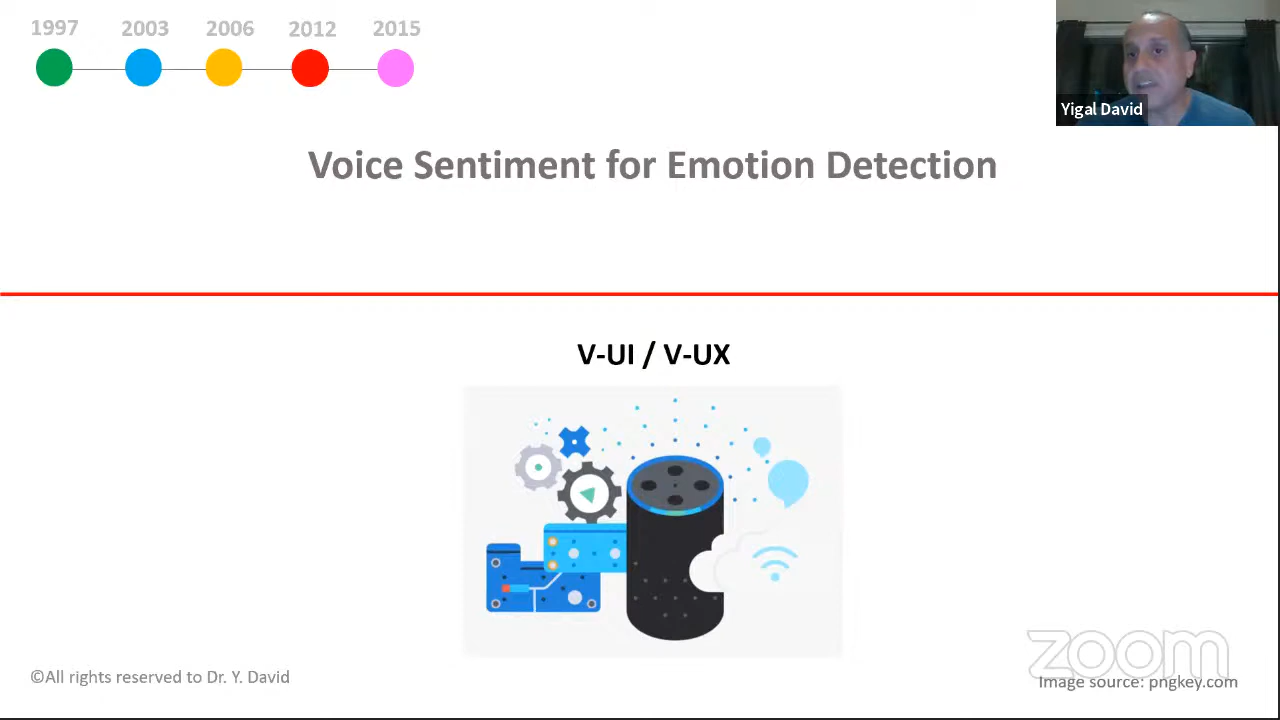 1997 2003 2006 2012 2015
Yigal David
Voice Sentiment for Emotion Detection
V-UI / V-UX
©All rights reserved to Dr. Y. David
zoom
Image source: pngkey.com